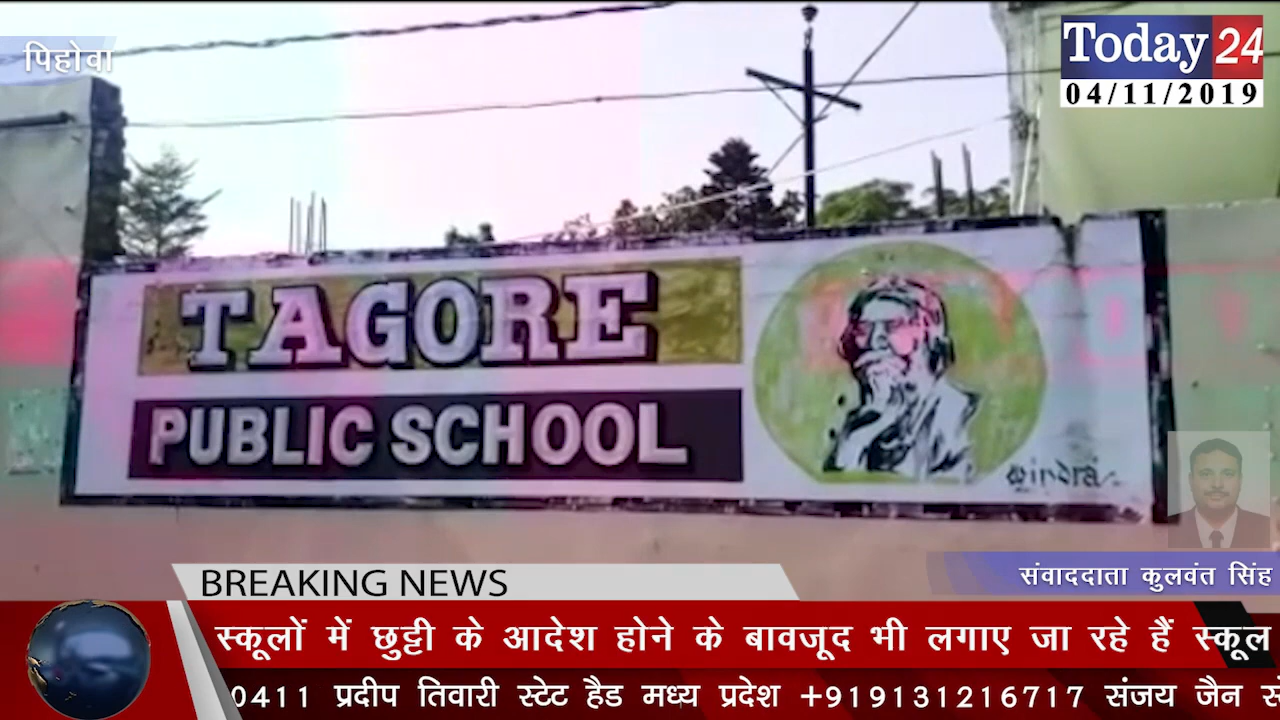 पिहोवा
Today 24
04/11/2019
TAGORE
PUBLIC SCHOOL
संवाददाता कुलवंत सिंह
BREAKING NEWS
स्कूलों में छुट्टी के आदेश होने के बावजूद भी लगाए जा रहे हैं स्कूल
0411 प्रदीप तिवारी स्टेट हैड मध्य प्रदेश +919131216717 संजय जैन